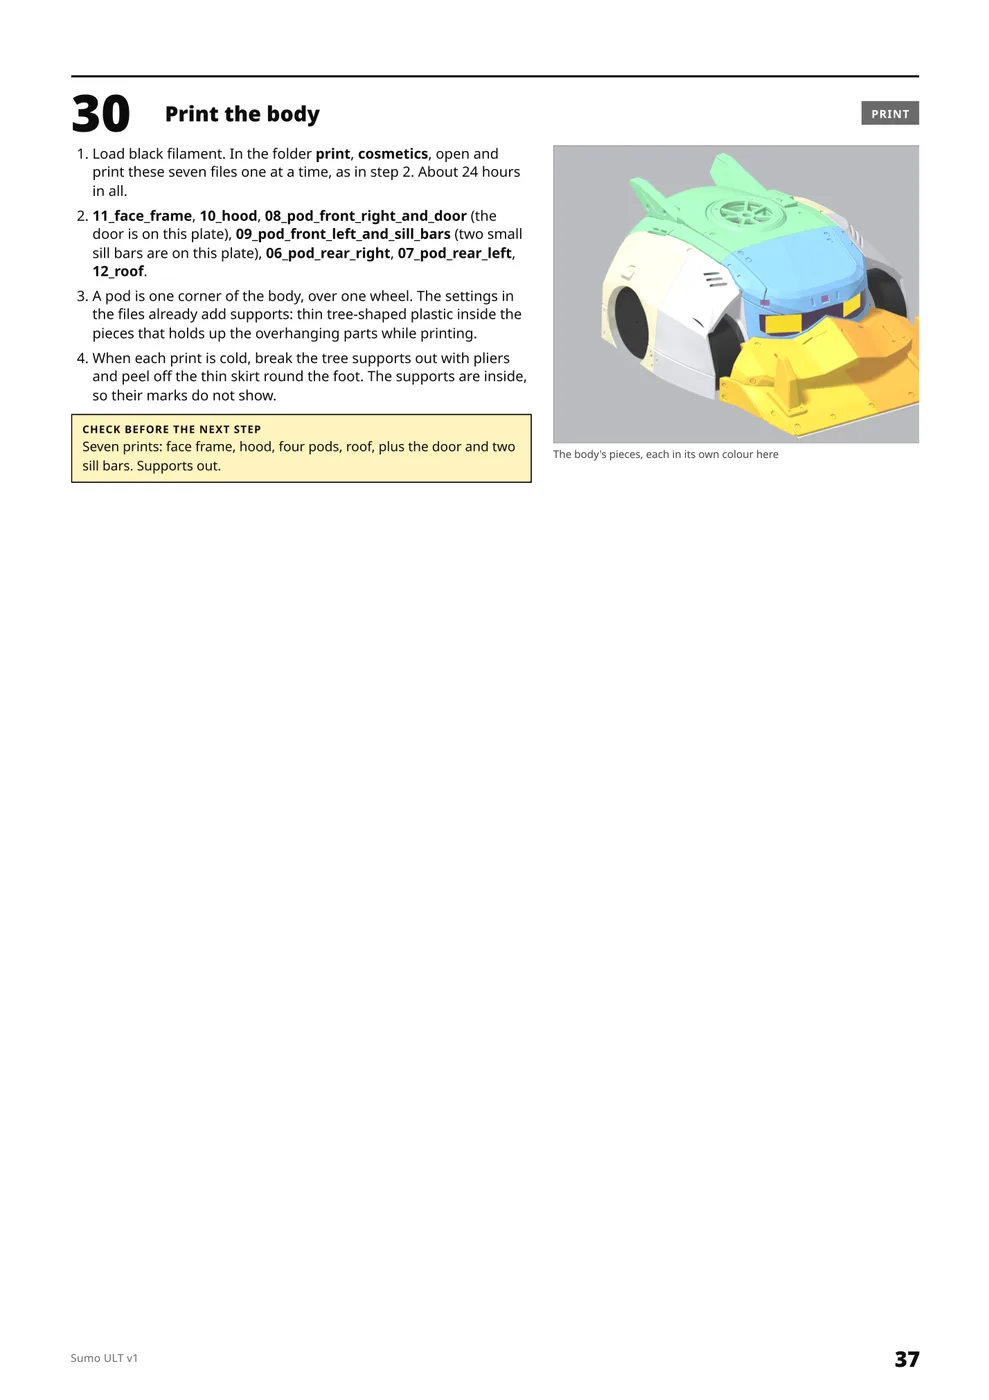 30
Print the body
PRINT
1. Load black filament. In the folder print, cosmetics, open and
print these seven files one at a time, as in step 2. About 24 hours
in all.
2. 11_face_frame, 10_hood, 08_pod_front_right_and_door (the
door is on this plate), 09_pod_front_left_and_sill_bars (two small
sill bars are on this plate), 06_pod_rear_right, 07_pod_rear_left,
12_roof.
3. A pod is one corner of the body, over one wheel. The settings in
the files already add supports: thin tree-shaped plastic inside the
pieces that holds up the overhanging parts while printing.
4. When each print is cold, break the tree supports out with pliers
and peel off the thin skirt round the foot. The supports are inside,
so their marks do not show.
CHECK BEFORE THE NEXT STEP
Seven prints: face frame, hood, four pods, roof, plus the door and two
sill bars. Supports out.
The body's pieces, each in its own colour here
Sumo ULT v1
37